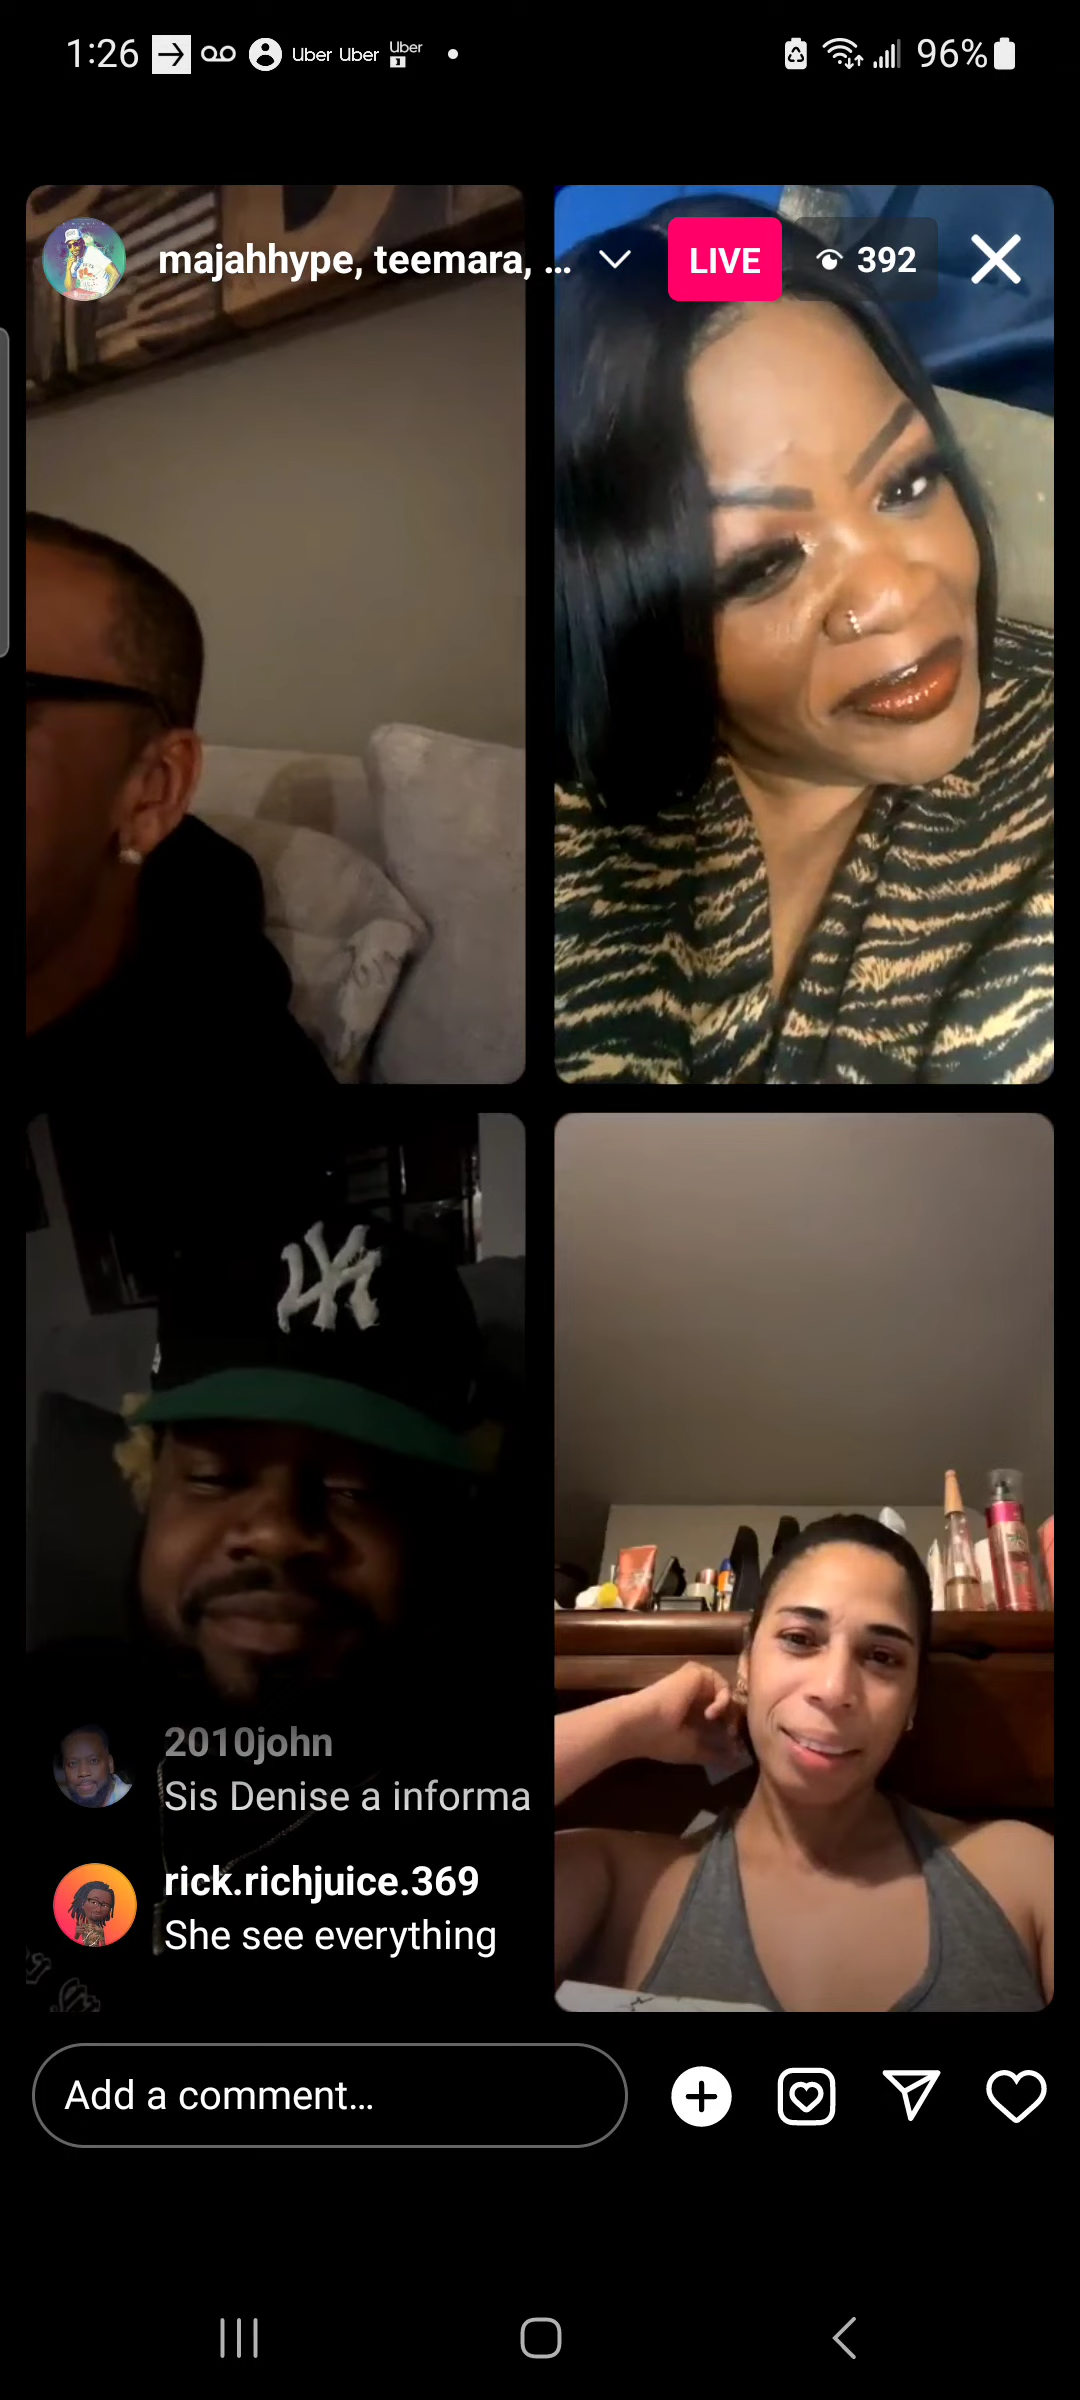 1:26 Uber Uber Uber 96%
majahhype, teemara, ... LIVE 392
NY
2010john
Sis Denise a informa
rick.richjuice.369
She see everything
Add a comment...